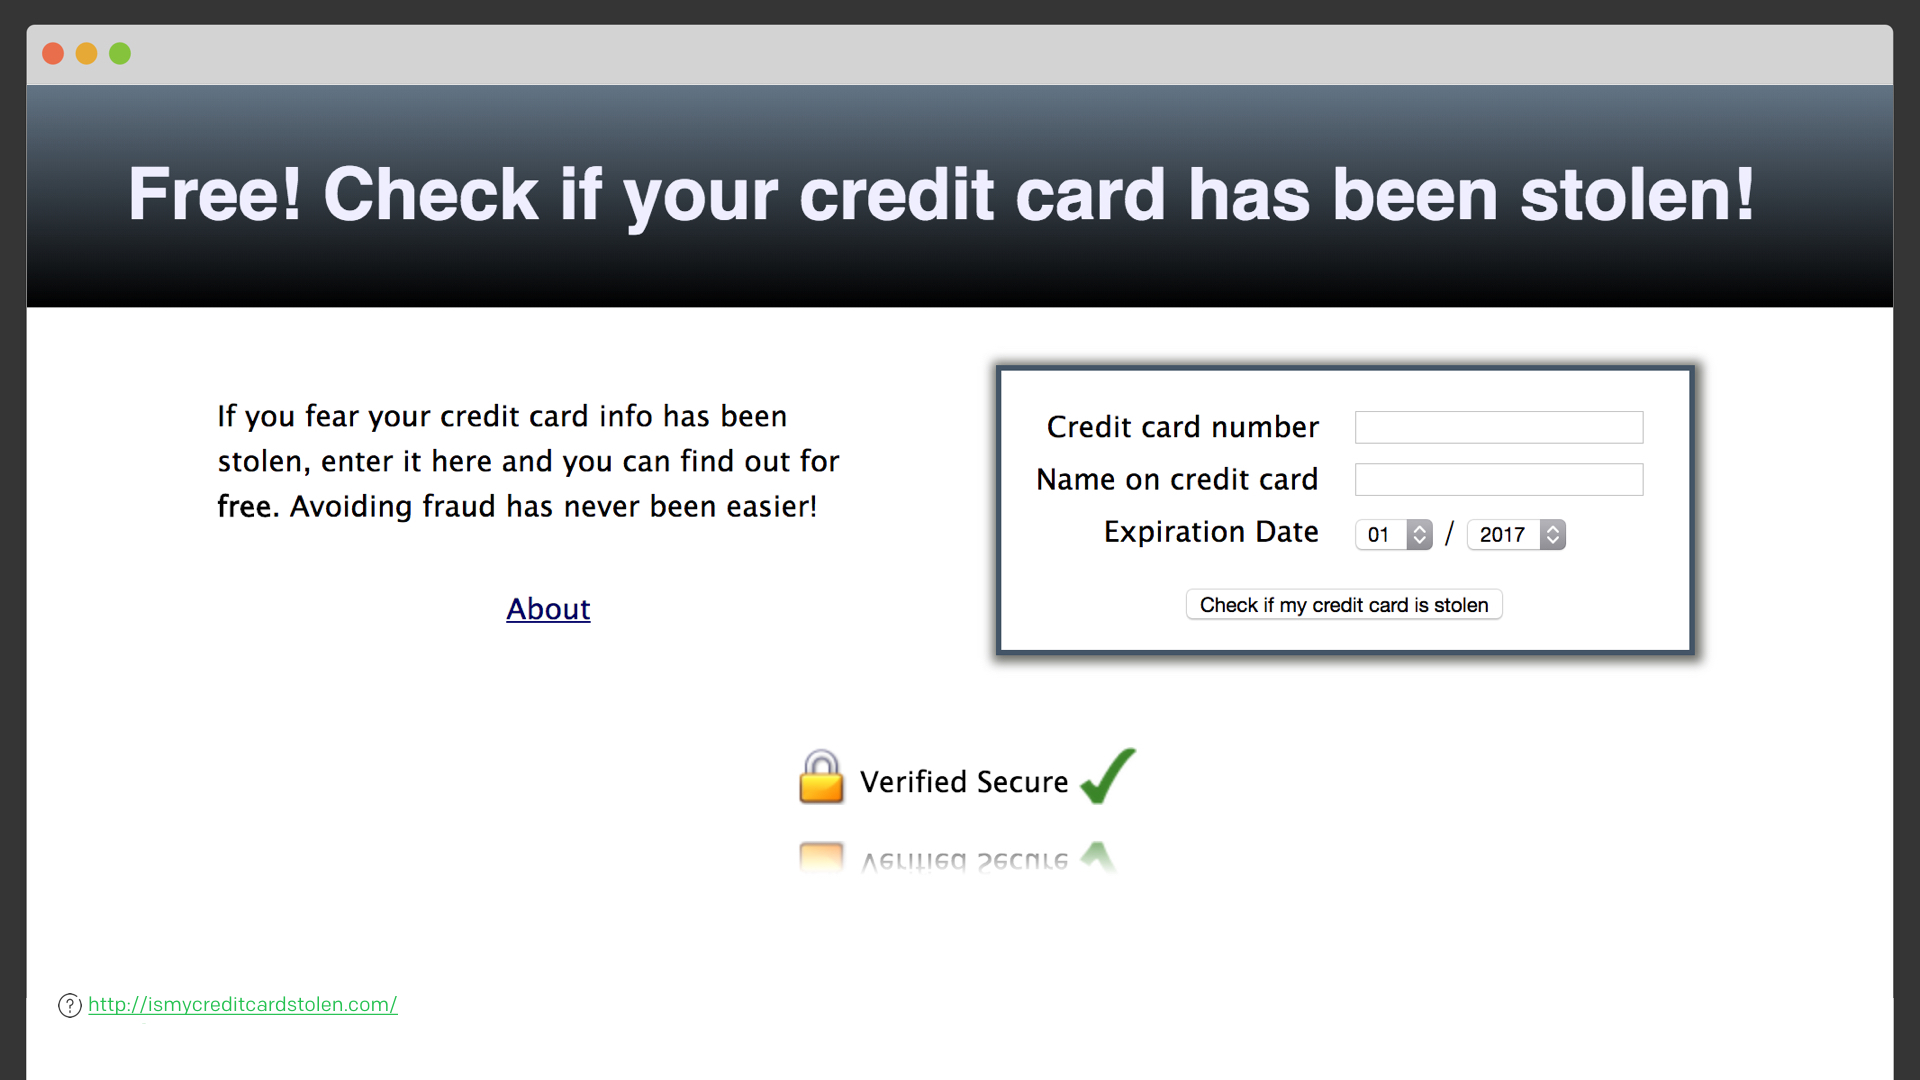 Free! Check if your credit card has been stolen!
If you fear your credit card info has been
stolen, enter it here and you can find out for
free. Avoiding fraud has never been easier!
About
Credit card number
Name on credit card
Expiration Date 01 / 2017
Check if my credit card is stolen
Verified Secure
Verified Secure
? http://ismycreditcardstolen.com/